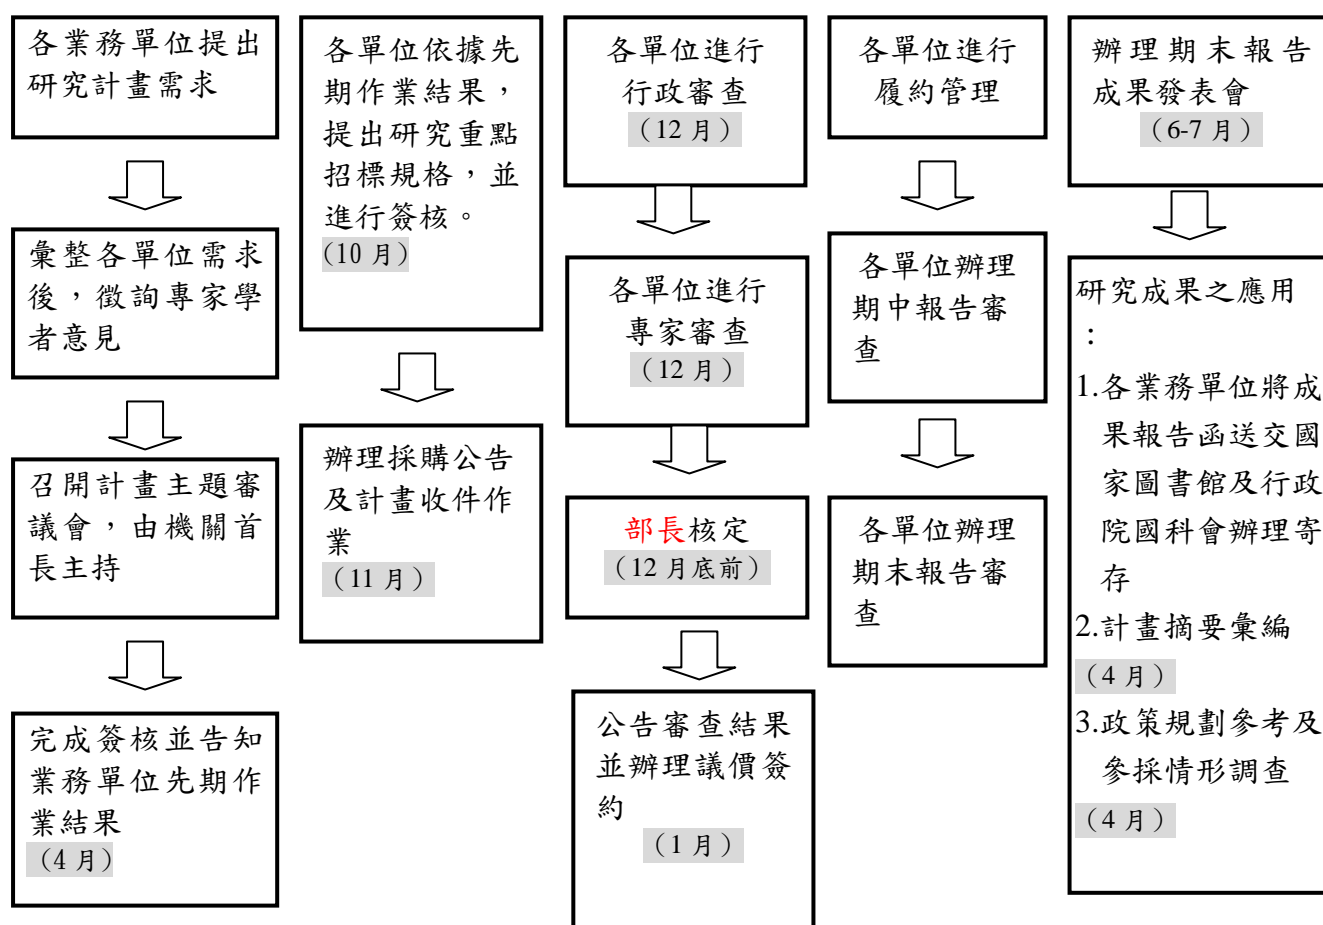 各業務單位提出
研究計畫需求
彙整各單位需求
後，徵詢專家學
者意見
召開計畫主題審
議會，由機關首
長主持
完成簽核並告知
業務單位先期作
業結果
（4 月）
各單位依據先
期作業結果，
提出研究重點
招標規格，並
進行簽核。
(10 月)
辦理採購公告
及計畫收件作
業
（11 月）
各單位進行
行政審查
（12 月）
各單位進行
專家審查
（12 月）
部長核定
（12 月底前）
公告審查結果
並辦理議價簽
約
（1 月）
各單位進行
履約管理
各單位辦理
期中報告審
查
各單位辦理
期末報告審
查
辦理期末報告
成果發表會
（6-7 月）
研究成果之應用
：
1.各業務單位將成
果報告函送交國
家圖書館及行政
院國科會辦理寄
存
2.計畫摘要彙編
（4 月）
3.政策規劃參考及
參採情形調查
（4 月）